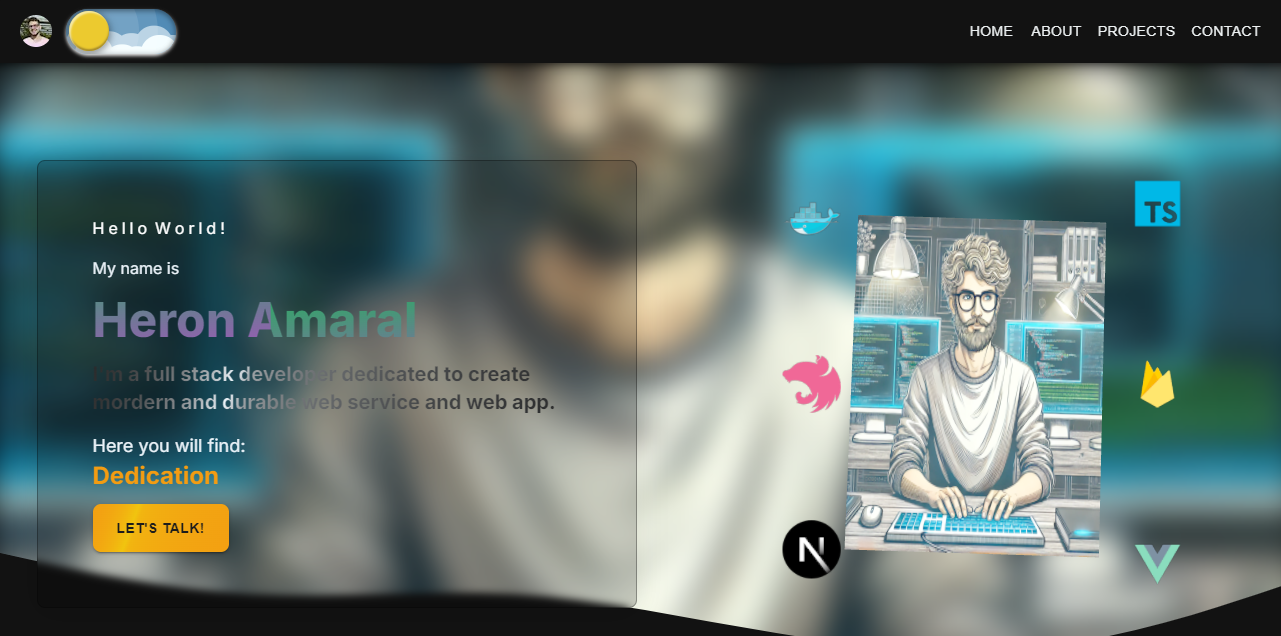 HOME ABOUT PROJECTS CONTACT
Hello World!
My name is
Heron Amaral
I'm a full stack developer dedicated to create
mordern and durable web service and web app.
Here you will find:
Dedication
LET'S TALK!
TS
N